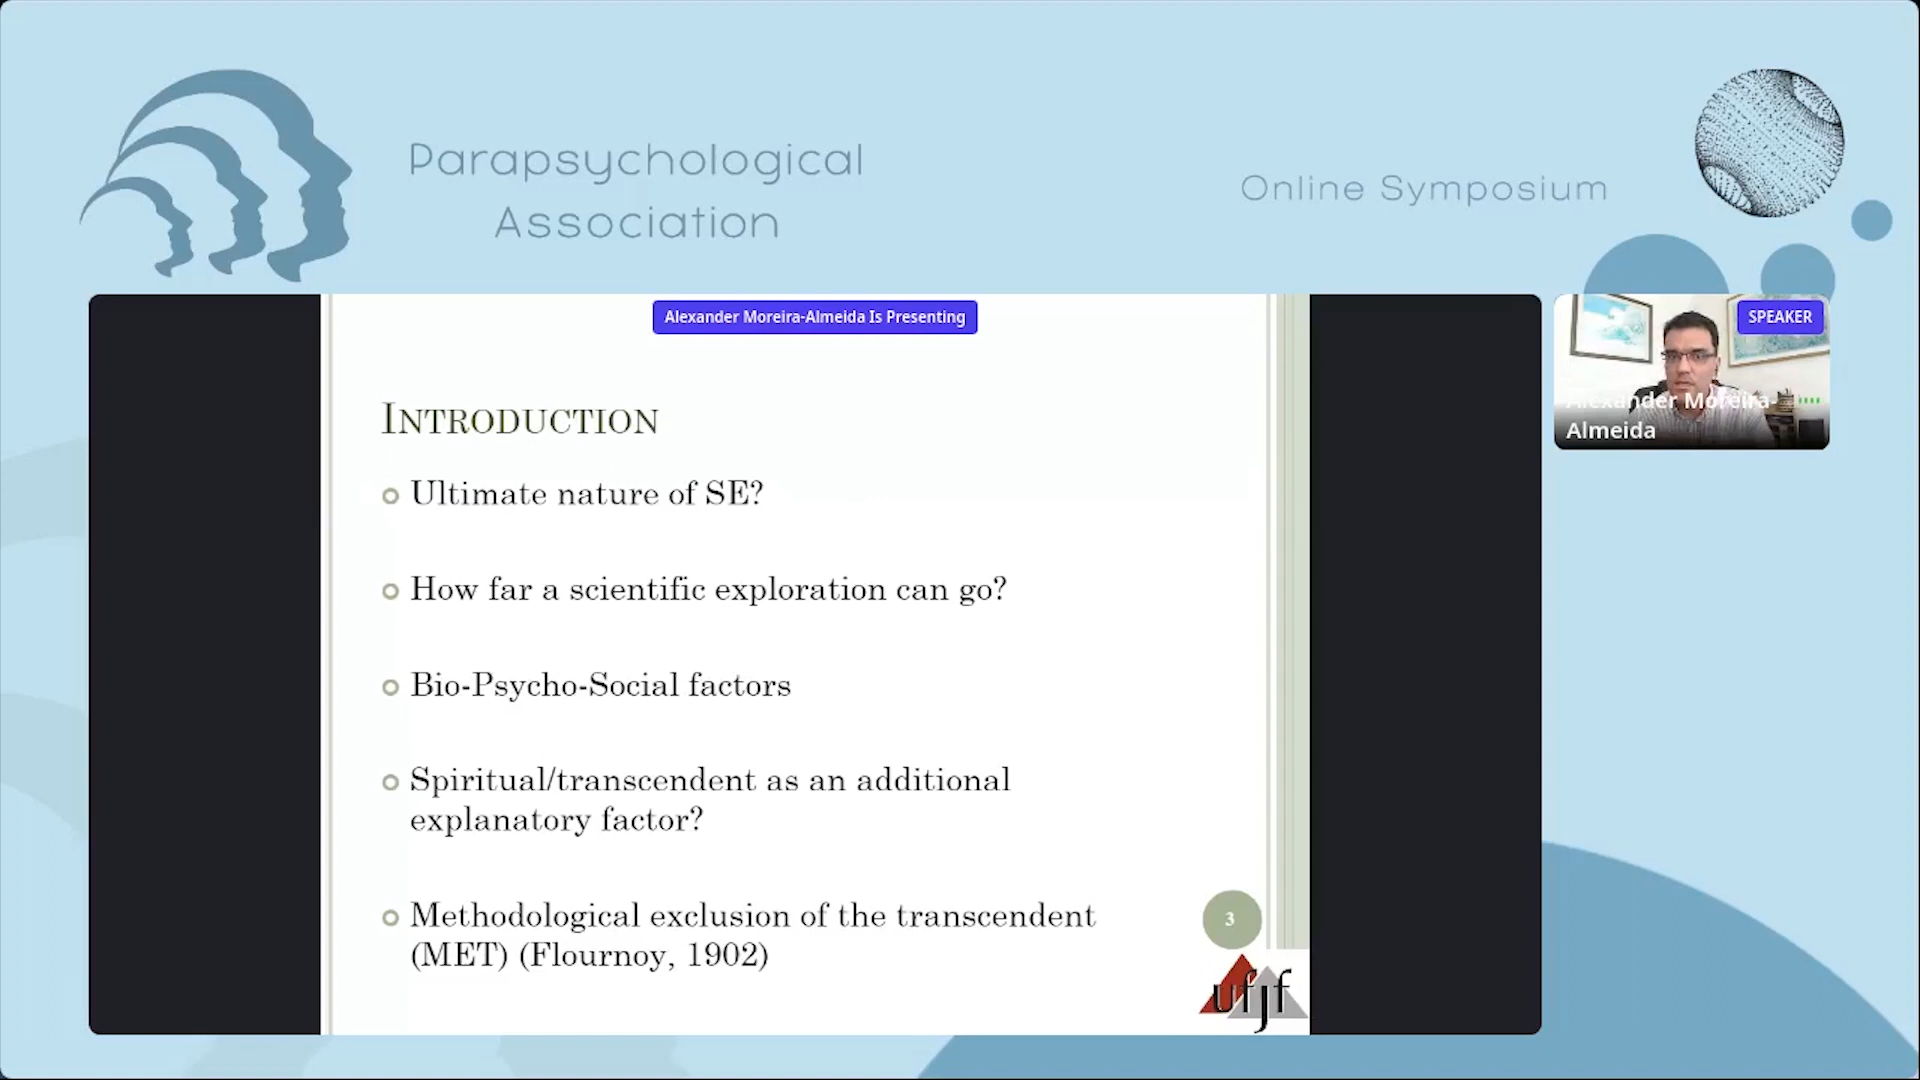 Parapsychological
Association
Online Symposium
Alexander Moreira-Almeida Is Presenting
SPEAKER
Alexander Moreira-
Almeida
INTRODUCTION
Ultimate nature of SE?
How far a scientific exploration can go?
Bio-Psycho-Social factors
Spiritual/transcendent as an additional
explanatory factor?
Methodological exclusion of the transcendent
(MET) (Flournoy, 1902)
3
ufjf